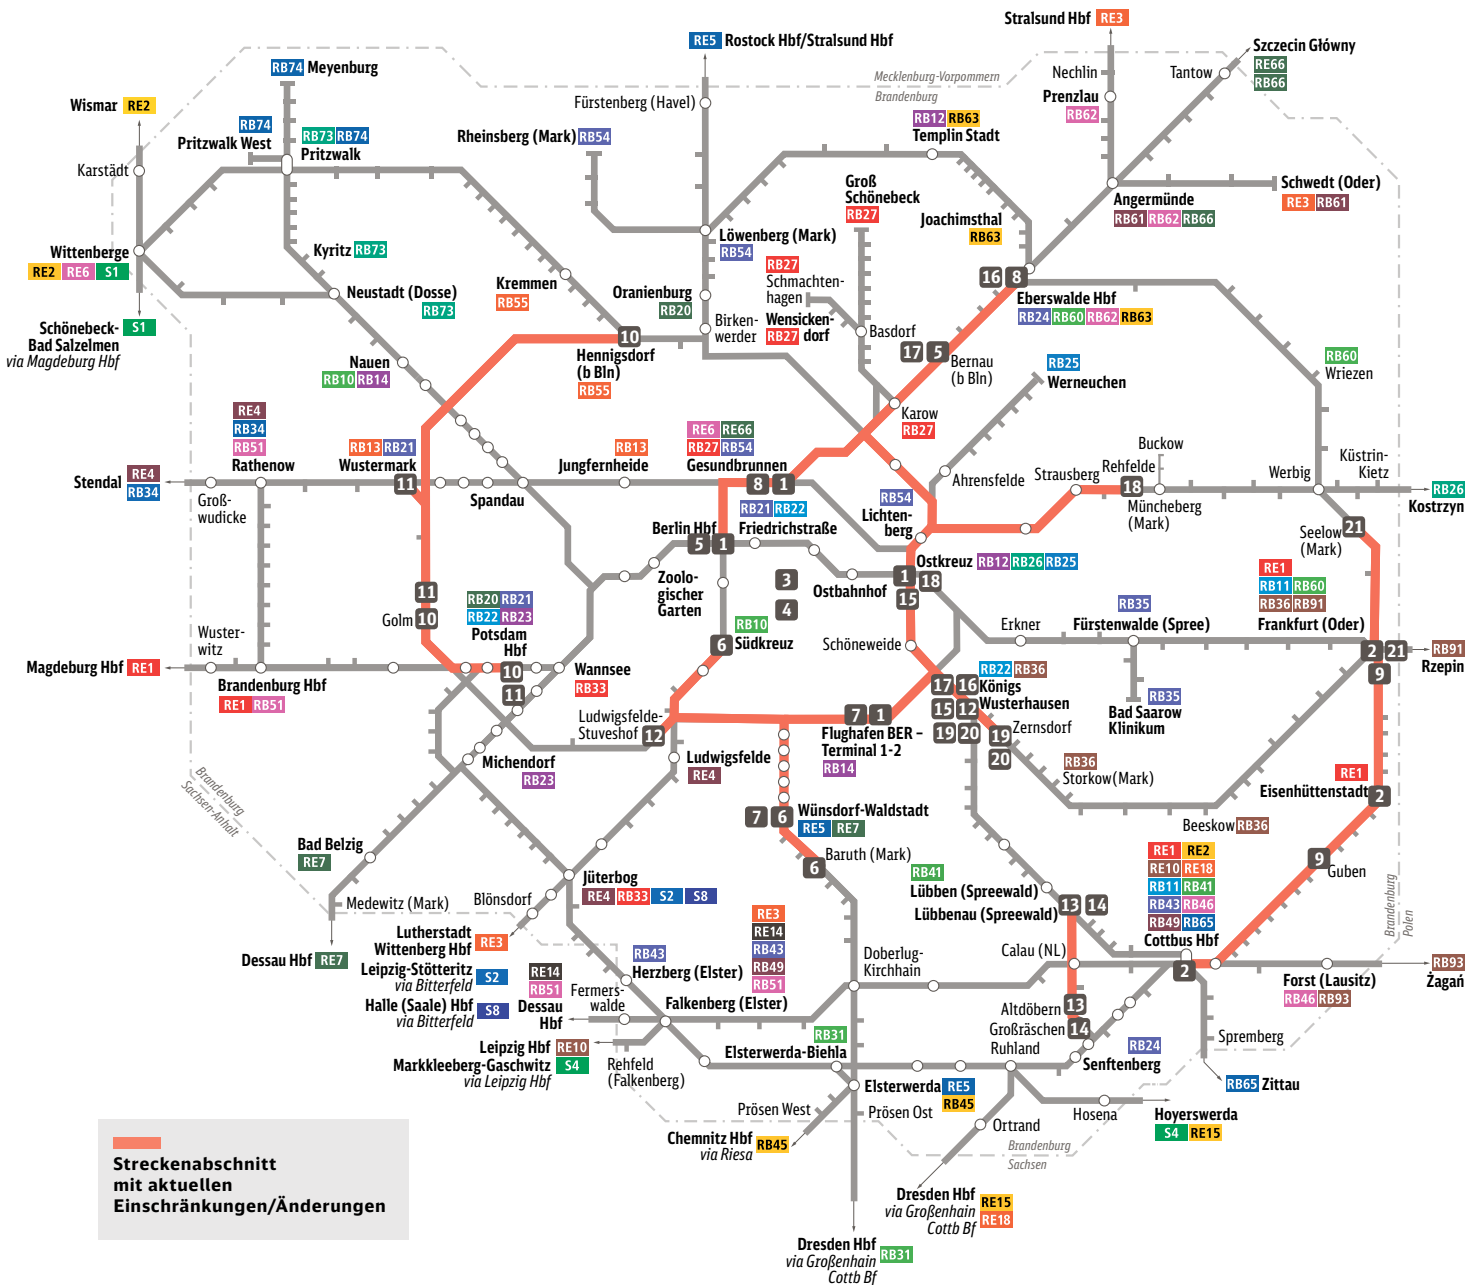 Stralsund Hbf RE3
RE5 Rostock Hbf/Stralsund Hbf
Szczecin Główny
RE66
RB66
Mecklenburg-Vorpommern
Brandenburg
Nechlin
Tantow
Prenzlau
RB62
RB74 Meyenburg
Wismar RE2
Fürstenberg (Havel)
RB12 RB63
Templin Stadt
RB74
Pritzwalk West
RB73 RB74
Pritzwalk
Rheinsberg (Mark) RB54
Karstädt
Groß
Schönebeck
RB27
Joachimsthal
RB63
Angermünde
RB61 RB62 RB66
Schwedt (Oder)
RE3 RB61
Wittenberge
RE2 RE6 S1
Kyritz RB73
Löwenberg (Mark)
RB54
RB27
Schmachten-
hagen
Wensicken-
RB27 dorf
Basdorf
16 8
Eberswalde Hbf
RB24 RB60 RB62 RB63
Neustadt (Dosse)
RB73
Kremmen
RB55
Oranienburg
RB20
Birken-
werder
Schönebeck- S1
Bad Salzelmen
via Magdeburg Hbf
10
Hennigsdorf
(b Bln)
RB55
17 5
Bernau
(b Bln)
RB25
Werneuchen
RB60
Wriezen
Nauen
RB10 RB14
Karow
RB27
RE4
RB34
RB51
Rathenow
RB13 RB21
Wustermark
11
RB13
Jungfernheide
RE6 RE66
RB27 RB54
Gesundbrunnen
8 1
RB21 RB22
Stendal RE4
RB34
Groß-
wudicke
Spandau
Ahrensfelde
Strausberg
Buckow
Rehfelde
18
Müncheberg
(Mark)
Werbig
Küstrin-
Kietz
RB26
Kostrzyn
RB54
Lichten-
berg
Seelow
(Mark)
21
Berlin Hbf
5 1
Friedrichstraße
Zoolo-
gischer
Garten
3
4
Ostbahnhof
Ostkreuz RB12 RB26 RB25
1 18
15
RE1
RB11 RB60
RB36 RB91
Frankfurt (Oder)
2 21
9
RB91
Rzepin
11
Golm 10
RB20 RB21
RB22 RB23
Potsdam
Hbf
10
11
RB10
Südkreuz
6
Schöneweide
Erkner
RB35
Fürstenwalde (Spree)
RB35
Bad Saarow
Klinikum
Wuster-
witz
Magdeburg Hbf RE1
Brandenburg Hbf
RE1 RB51
Wannsee
RB33
17 16
15 12
19 20
RB22 RB36
Königs
Wusterhausen
Ludwigsfelde-
Struveshof
12
7 1
Flughafen BER –
Terminal 1-2
RB14
19
20
Zernsdorf
RB36
Storkow(Mark)
Michendorf
RB23
Ludwigsfelde
RE4
RE1
Eisenhüttenstadt
2
Brandenburg
Sachsen-Anhalt
7 6
Wünsdorf-Waldstadt
RE5 RE7
Beeskow RB36
Bad Belzig
RE7
Baruth (Mark)
6
RE1 RE2
RE10 RE18
RB11 RB41
RB43 RB46
RB49 RB65
Cottbus Hbf
2
9
Guben
RB41
Lübben (Spreewald)
Lübbenau (Spreewald)
13 14
Jüterbog
RE4 RB33 S2 S8
Medewitz (Mark)
Blönsdorf
Dessau Hbf RE7
Lutherstadt
Wittenberg Hbf RE3
Leipzig-Stötteritz
via Bitterfeld S2
Halle (Saale) Hbf
via Bitterfeld S8
RB43
Herzberg (Elster)
RE3
RE14
RB43
RB49
RB51
Falkenberg (Elster)
Doberlug-
Kirchhain
Calau (NL)
Brandenburg
Polen
RE14
RB51
Dessau
Hbf
Fermers-
walde
Forst (Lausitz)
RB46 RB93
RB93
Żagań
Altdöbern 13
Großräschen 14
Ruhland
RB24
Senftenberg
Spremberg
Leipzig Hbf RE10
Markkleeberg-Gaschwitz S4
via Leipzig Hbf
Rehfeld
(Falkenberg)
RB31
Elsterwerda-Biehla
Elsterwerda RE5
RB45
RB65 Zittau
Prösen West
Prösen Ost
Hosena
Hoyerswerda
S4 RE15
Ortrand
Brandenburg
Sachsen
Chemnitz Hbf RB45
via Riesa
Dresden Hbf RE15
via Großenhain RE18
Cottb Bf
Dresden Hbf RB31
via Großenhain
Cottb Bf
Streckenabschnitt
mit aktuellen
Einschränkungen/Änderungen